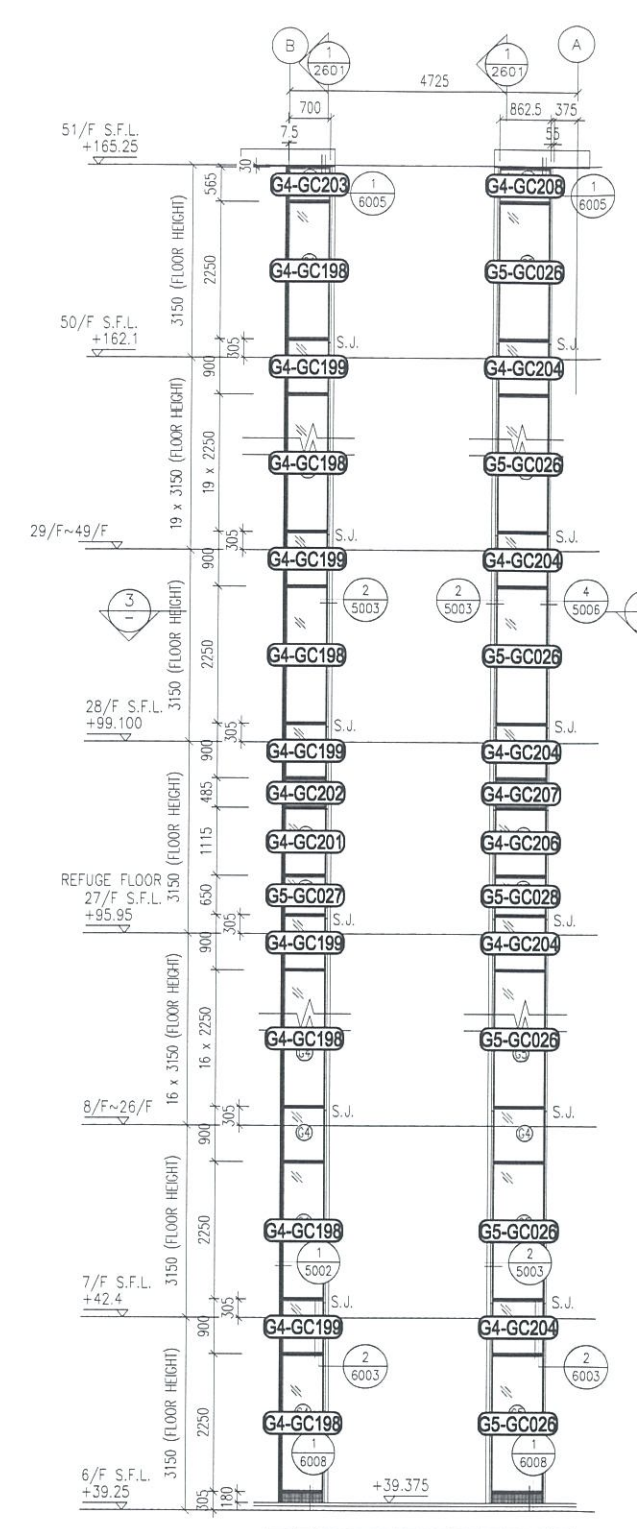 B
1
2601
1
2601
A
4725
700
862.5
375
7.5
55
51/F S.F.L.
+165.25
30
565
G4-GC203
1
6005
G4-GC208
1
6005
3150 (FLOOR HEIGHT)
2250
G4-GC198
G5-GC026
50/F S.F.L.
+162.1
305
S.J.
S.J.
900
G4-GC199
G4-GC204
19 x 3150 (FLOOR HEIGHT)
19 x 2250
G4-GC198
G5-GC026
29/F~49/F
305
S.J.
S.J.
900
G4-GC199
G4-GC204
3
-
2
5003
2
5003
4
5006
3150 (FLOOR HEIGHT)
2250
G4-GC198
G5-GC026
28/F S.F.L.
+99.100
305
S.J.
S.J.
900
G4-GC199
G4-GC204
485
G4-GC202
G4-GC207
3150 (FLOOR HEIGHT)
1115
G4-GC201
G4-GC206
REFUGE FLOOR
27/F S.F.L.
+95.95
650
G5-GC027
G5-GC028
305
S.J.
S.J.
900
G4-GC199
G4-GC204
16 x 3150 (FLOOR HEIGHT)
16 x 2250
G4-GC198
G5-GC026
G4
G5
8/F~26/F
305
S.J.
S.J.
900
G4
G4
3150 (FLOOR HEIGHT)
2250
G4-GC198
G5-GC026
1
5002
2
5003
7/F S.F.L.
+42.4
305
S.J.
S.J.
900
G4-GC199
G4-GC204
2
6003
2
6003
3150 (FLOOR HEIGHT)
2250
G4-GC198
G5-GC026
1
6008
1
6008
6/F S.F.L.
+39.25
305
180
+39.375